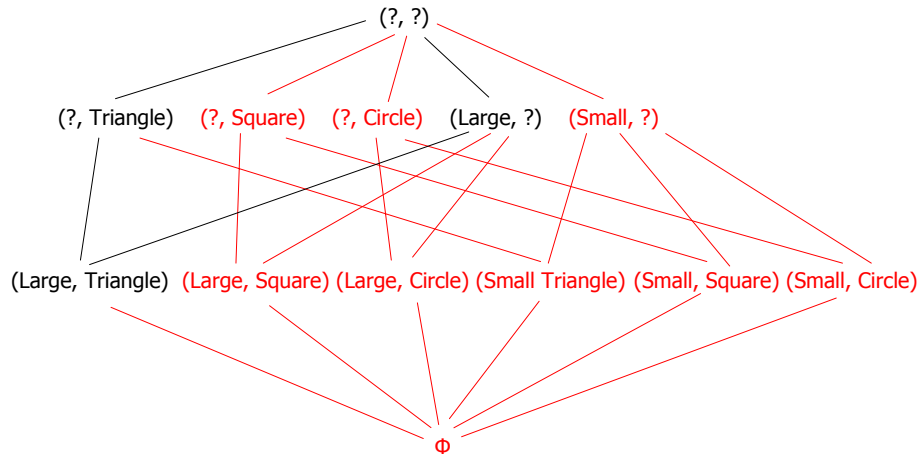 (?, ?)
(?, Triangle) (?, Square) (?, Circle) (Large, ?) (Small, ?)
(Large, Triangle) (Large, Square) (Large, Circle) (Small Triangle) (Small, Square) (Small, Circle)
Φ